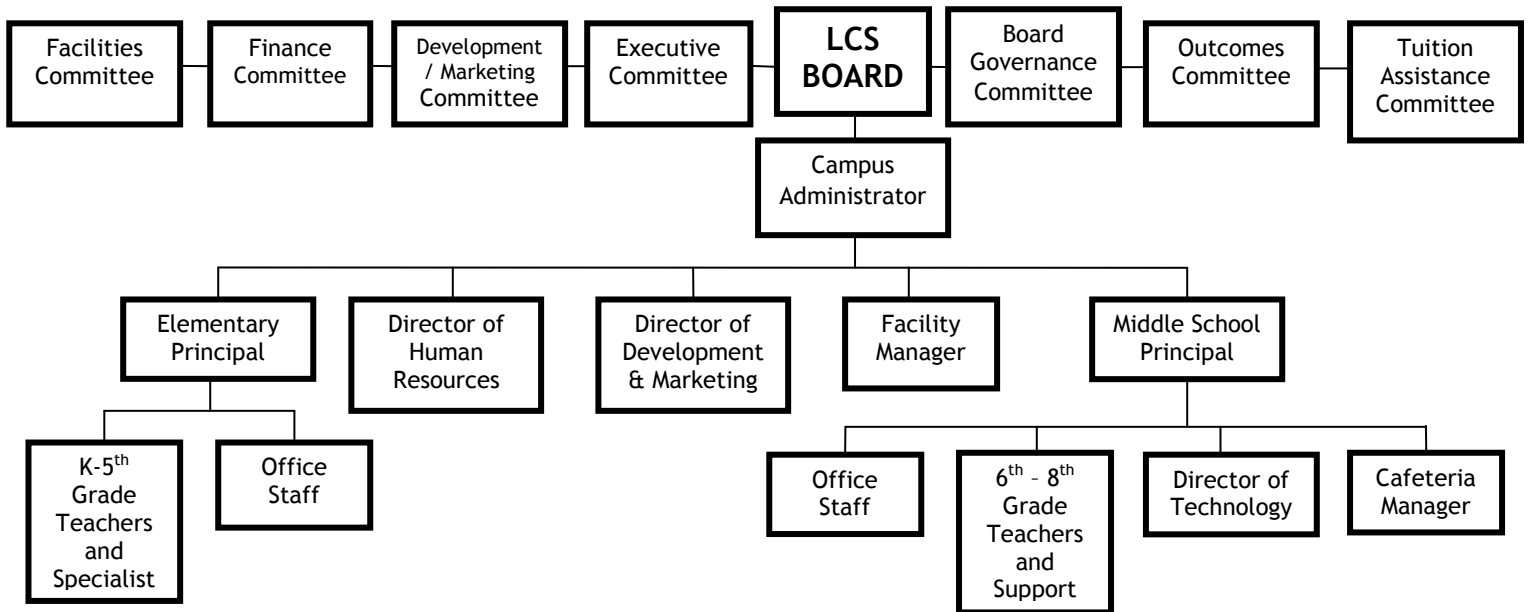 Facilities
Committee
Finance
Committee
Development
/ Marketing
Committee
Executive
Committee
LCS
BOARD
Board
Governance
Committee
Outcomes
Committee
Tuition
Assistance
Committee
Campus
Administrator
Elementary
Principal
Director of
Human
Resources
Director of
Development
& Marketing
Facility
Manager
Middle School
Principal
K-5th
Grade
Teachers
and
Specialist
Office
Staff
Office
Staff
6th – 8th
Grade
Teachers
and
Support
Director of
Technology
Cafeteria
Manager